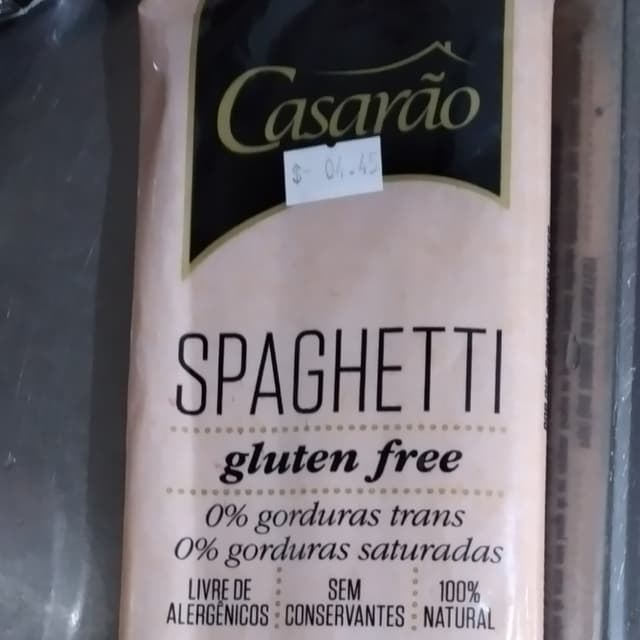 Casarão
$- 04.45
SPAGHETTI
gluten free
0% gorduras trans
0% gorduras saturadas
LIVRE DE
ALERGÊNICOS
SEM
CONSERVANTES
100%
NATURAL